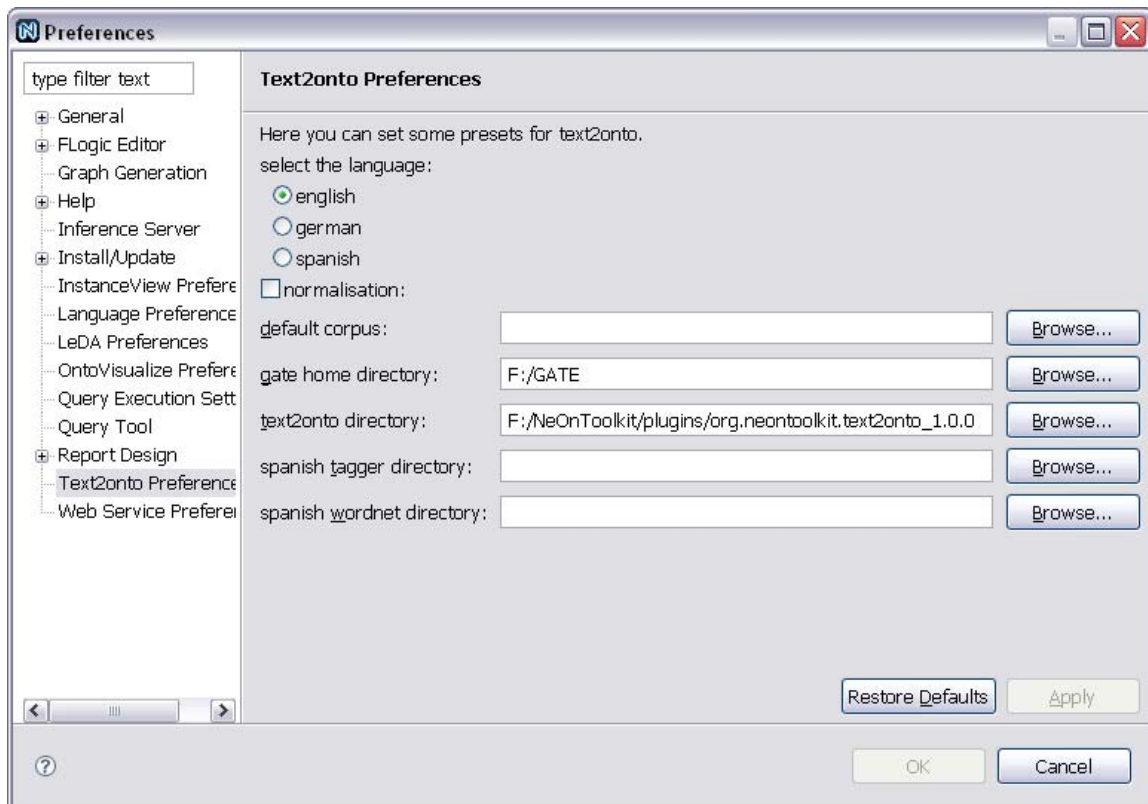 Preferences
type filter text
General
FLogic Editor
Graph Generation
Help
Inference Server
Install/Update
InstanceView Prefere
Language Preference
LeDA Preferences
OntoVisualize Prefere
Query Execution Sett
Query Tool
Report Design
Text2onto Preference
Web Service Preferen
Text2onto Preferences
Here you can set some presets for text2onto.
select the language:
english
german
spanish
normalisation:
default corpus: Browse...
gate home directory: F:/GATE Browse...
text2onto directory: F:/NeOnToolkit/plugins/org.neontoolkit.text2onto_1.0.0 Browse...
spanish tagger directory: Browse...
spanish wordnet directory: Browse...
Restore Defaults Apply
? OK Cancel